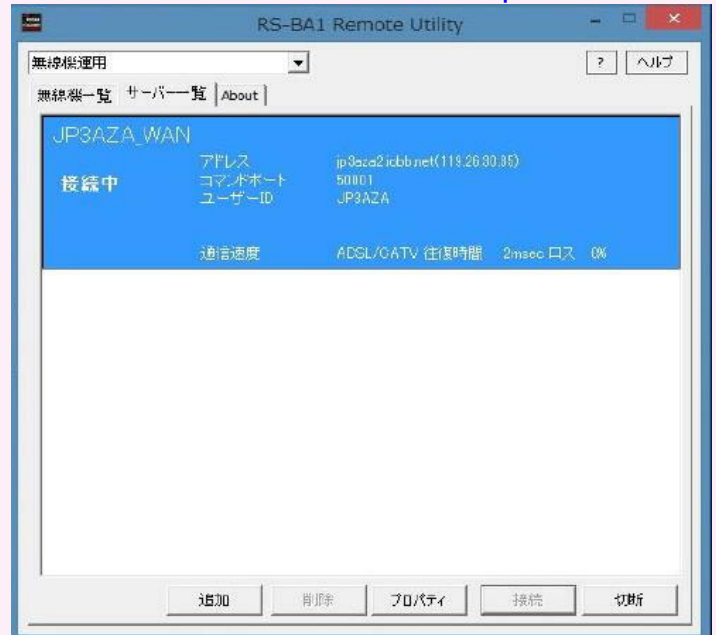 RS-BA1 Remote Utility
無線機運用
? ヘルプ
無線機一覧 サーバー一覧 About
JP3AZA_WAN
接続中
アドレス jp3aza2.icbb.net(119.26.80.85)
コマンドポート 50001
ユーザーID JP3AZA
通信速度 ADSL/CATV 往復時間 2msec ロス 0%
追加 削除 プロパティ 接続 切断